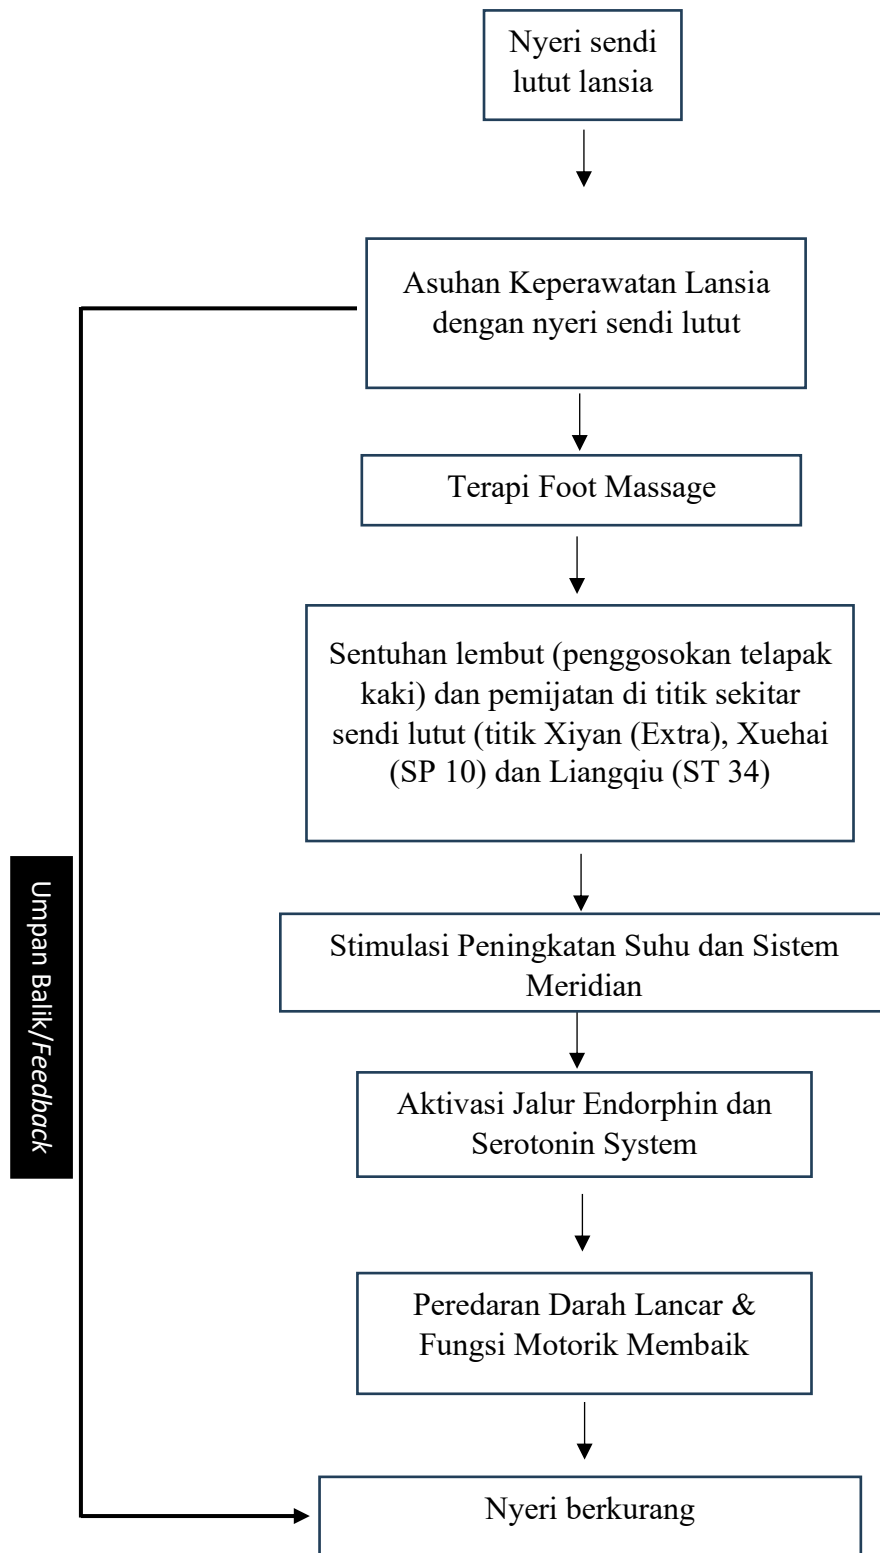 Nyeri sendi
lutut lansia
Asuhan Keperawatan Lansia
dengan nyeri sendi lutut
Terapi Foot Massage
Sentuhan lembut (penggosokan telapak
kaki) dan pemijatan di titik sekitar
sendi lutut (titik Xiyan (Extra), Xuehai
(SP 10) dan Liangqiu (ST 34)
Umpan Balik/Feedback
Stimulasi Peningkatan Suhu dan Sistem
Meridian
Aktivasi Jalur Endorphin dan
Serotonin System
Peredaran Darah Lancar &
Fungsi Motorik Membaik
Nyeri berkurang